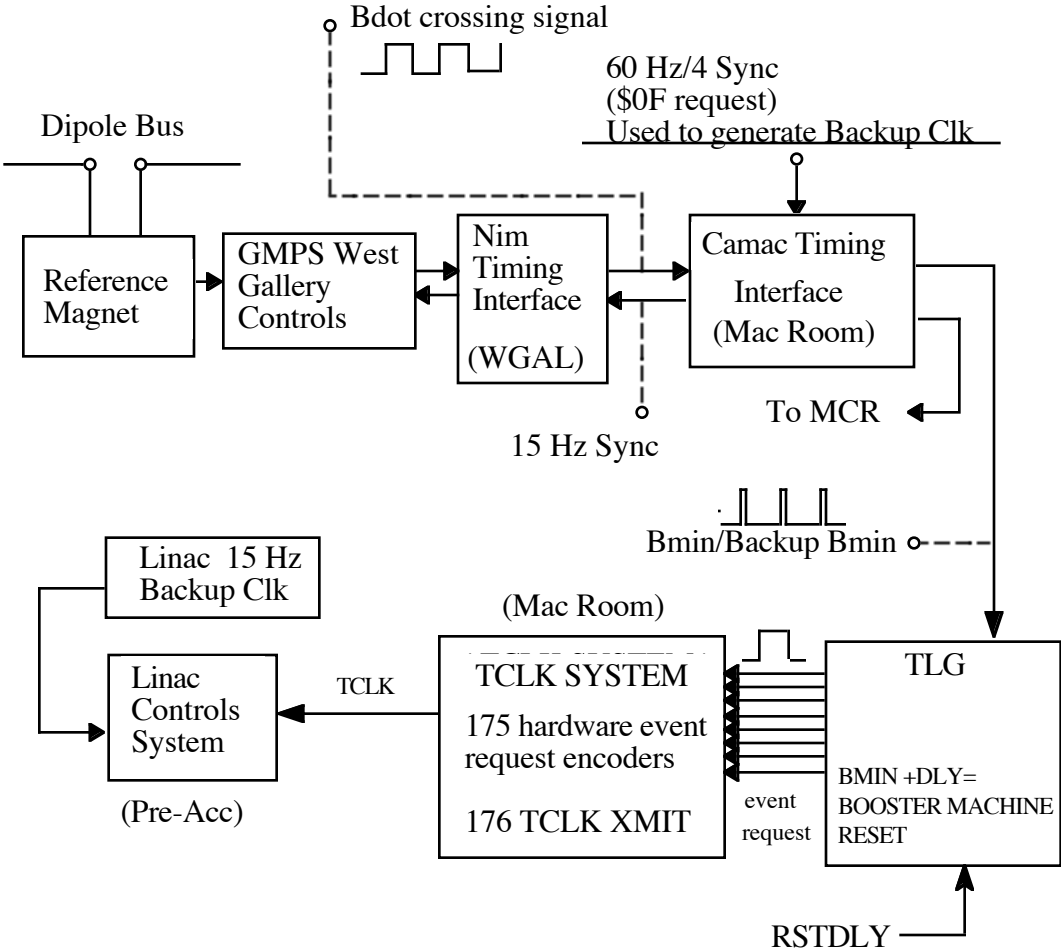 Bdot crossing signal
60 Hz/4 Sync
($0F request)
Used to generate Backup Clk
Dipole Bus
Reference
Magnet
GMPS West
Gallery
Controls
Nim
Timing
Interface
(WGAL)
Camac Timing
Interface
(Mac Room)
To MCR
15 Hz Sync
Bmin/Backup Bmin
Linac 15 Hz
Backup Clk
(Mac Room)
TCLK SYSTEM
175 hardware event
request encoders
176 TCLK XMIT
TCLK
Linac
Controls
System
(Pre-Acc)
event
request
TLG
BMIN +DLY=
BOOSTER MACHINE
RESET
RSTDLY